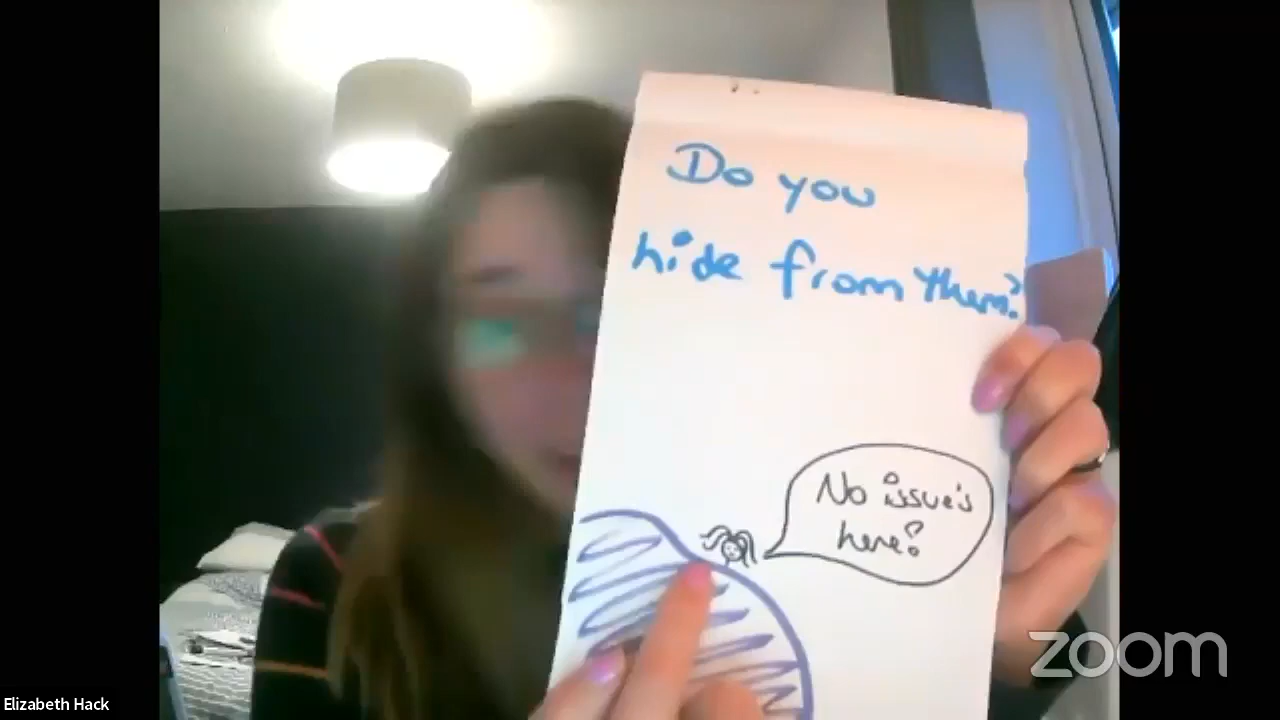 Do you
hide from them?
No issue's
here?
zoom
Elizabeth Hack